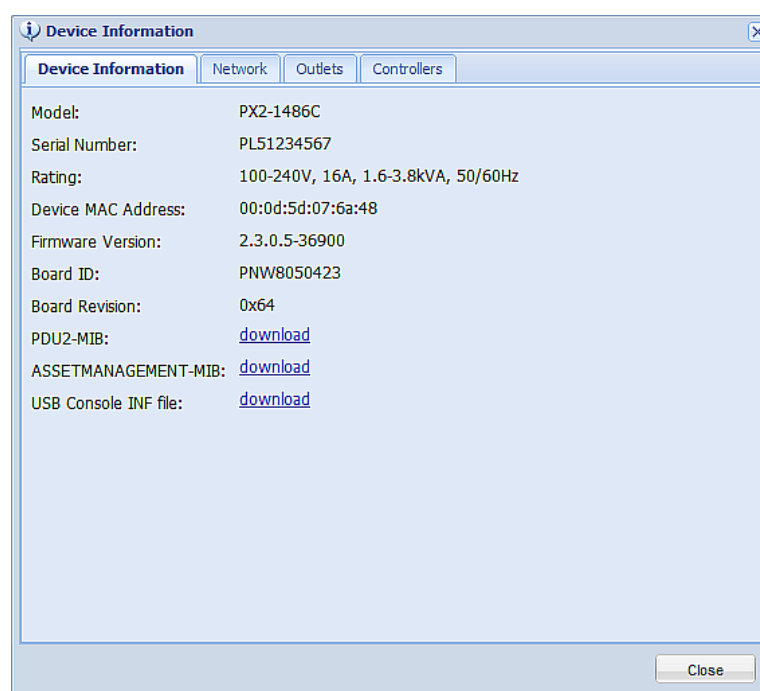 Device Information
Device Information Network Outlets Controllers
Model: PX2-1486C
Serial Number: PL51234567
Rating: 100-240V, 16A, 1.6-3.8kVA, 50/60Hz
Device MAC Address: 00:0d:5d:07:6a:48
Firmware Version: 2.3.0.5-36900
Board ID: PNW8050423
Board Revision: 0x64
PDU2-MIB: download
ASSETMANAGEMENT-MIB: download
USB Console INF file: download
Close